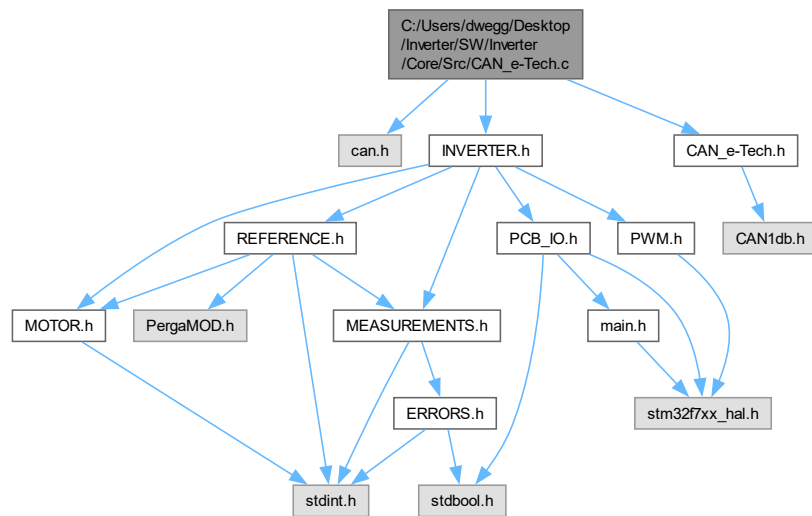 C:/Users/dwegg/Desktop
/Inverter/SW/Inverter
/Core/Src/CAN_e-Tech.c
can.h
INVERTER.h
CAN_e-Tech.h
REFERENCE.h
PCB_IO.h
PWM.h
CAN1db.h
MOTOR.h
PergaMOD.h
MEASUREMENTS.h
main.h
ERRORS.h
stm32f7xx_hal.h
stdint.h
stdbool.h